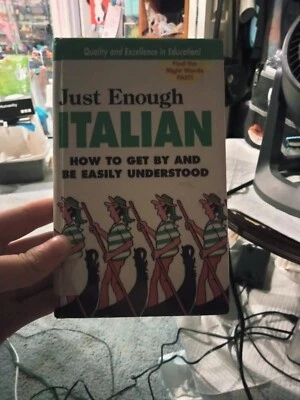 Quality and Excellence in Education!
Find the
Right Words
FAST!
Just Enough
ITALIAN
HOW TO GET BY AND
BE EASILY UNDERSTOOD